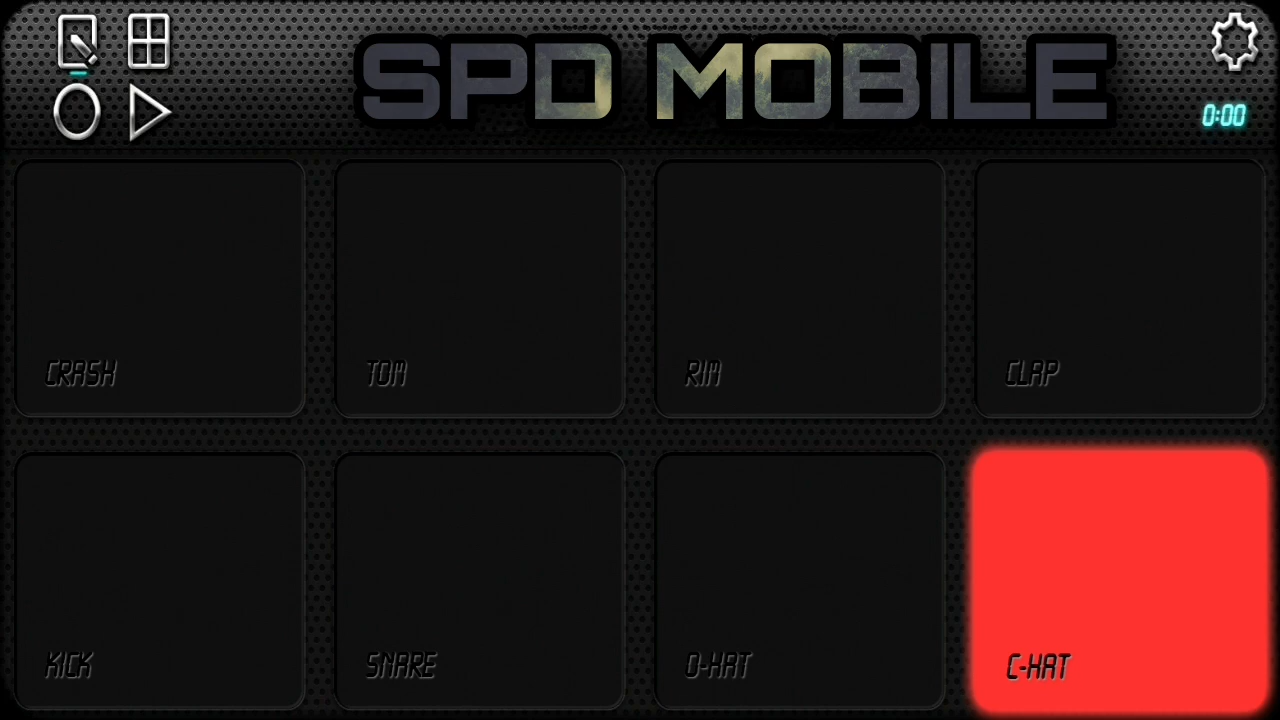 SPD MOBILE
0:00
CRASH
TOM
RIM
CLAP
KICK
SNARE
O-HAT
C-HAT